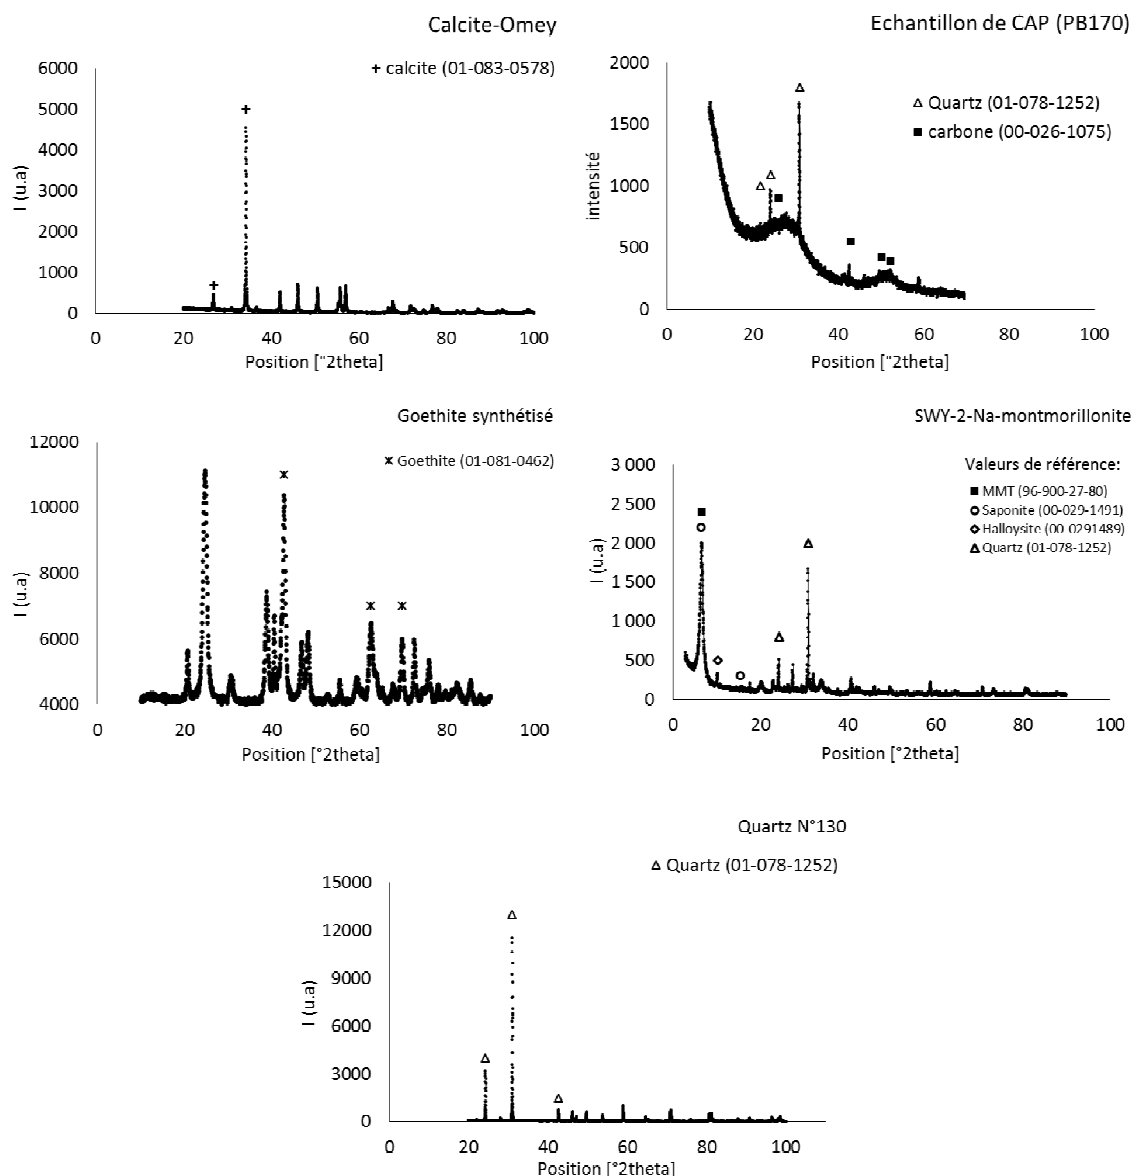 Calcite-Omey
+ calcite (01-083-0578)
6000
5000
4000
3000
2000
1000
0
I (u.a)
0 20 40 60 80 100
Position [°2theta]
Echantillon de CAP (PB170)
△ Quartz (01-078-1252)
■ carbone (00-026-1075)
2000
1500
1000
500
0
intensité
0 20 40 60 80 100
Position [°2theta]
Goethite synthétisé
Goethite (01-081-0462)
12000
10000
8000
6000
4000
I (u.a)
0 20 40 60 80 100
Position [°2theta]
SWY-2-Na-montmorillonite
Valeurs de référence:
■ MMT (96-900-27-80)
○ Saponite (00-029-1491)
◇ Halloysite (00-0291489)
△ Quartz (01-078-1252)
3 000
2 500
2 000
1 500
1 000
500
0
I (u.a)
0 20 40 60 80 100
Position [°2theta]
Quartz N°130
△ Quartz (01-078-1252)
15000
12000
9000
6000
3000
0
I (u.a)
0 20 40 60 80 100
Position [°2theta]